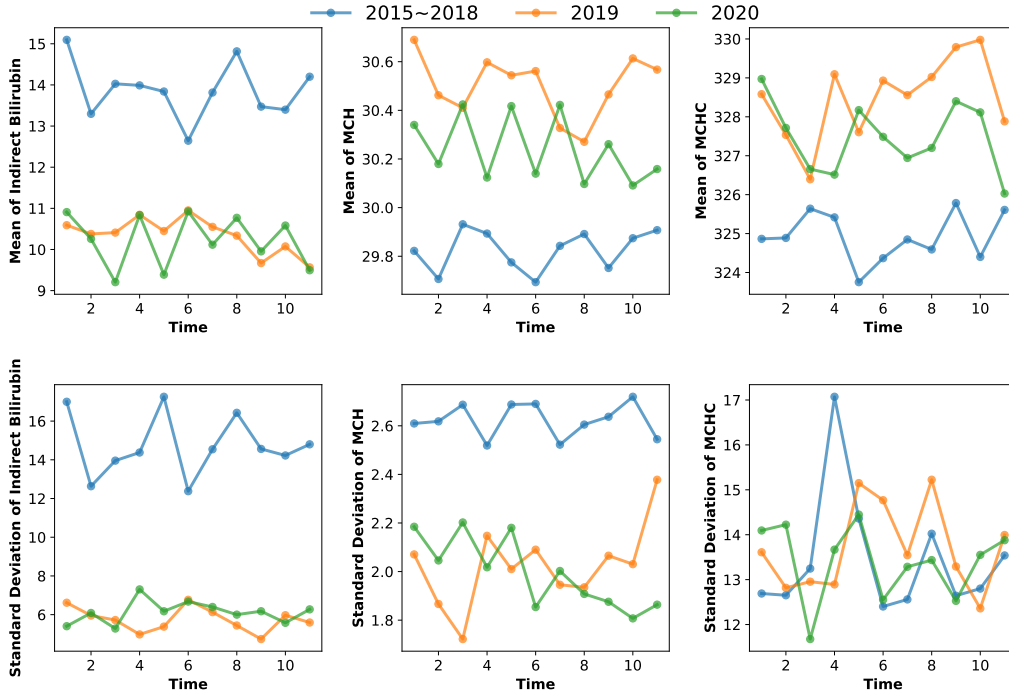 2015~2018 2019 2020
Mean of Indirect Bilirubin
15
14
13
12
11
10
9
2 4 6 8 10
Time
Mean of MCH
30.6
30.4
30.2
30.0
29.8
2 4 6 8 10
Time
Mean of MCHC
330
329
328
327
326
325
324
2 4 6 8 10
Time
Standard Deviation of Indirect Bilirubin
16
14
12
10
8
6
2 4 6 8 10
Time
Standard Deviation of MCH
2.6
2.4
2.2
2.0
1.8
2 4 6 8 10
Time
Standard Deviation of MCHC
17
16
15
14
13
12
2 4 6 8 10
Time